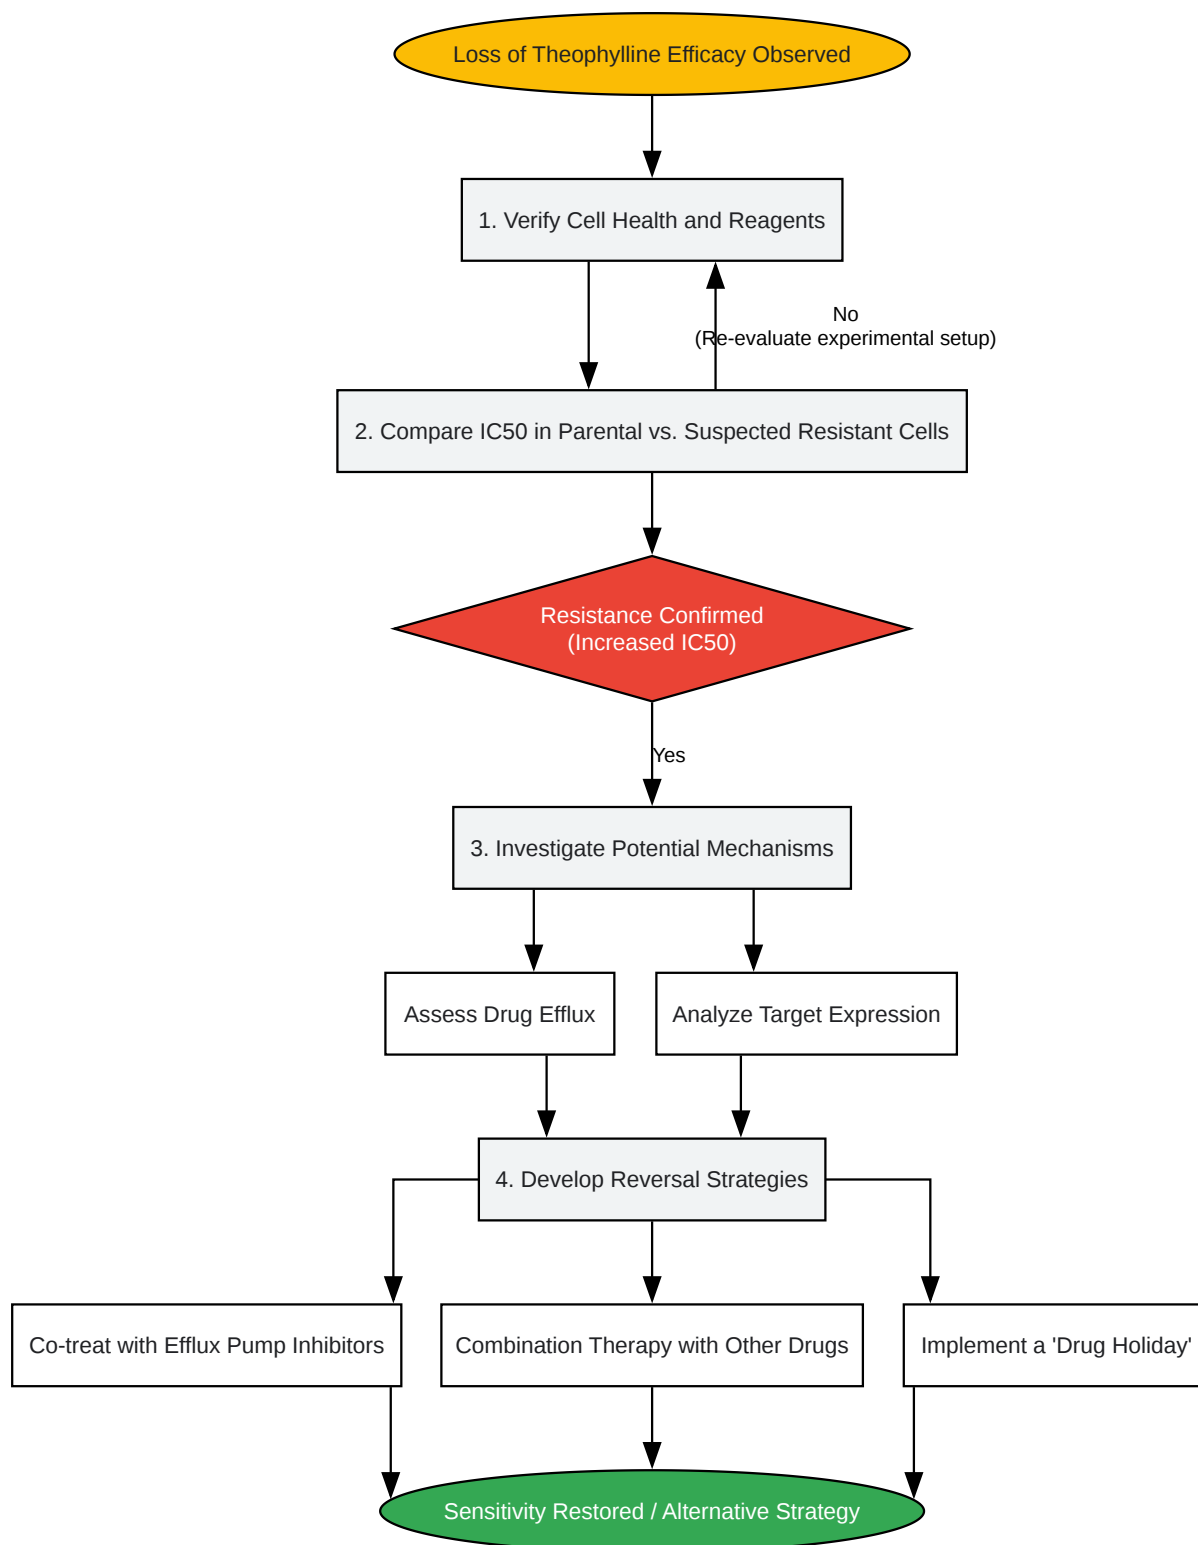 Loss of Theophylline Efficacy Observed
1. Verify Cell Health and Reagents
No
(Re-evaluate experimental setup)
2. Compare IC50 in Parental vs. Suspected Resistant Cells
Resistance Confirmed
(Increased IC50)
Yes
3. Investigate Potential Mechanisms
Assess Drug Efflux
Analyze Target Expression
4. Develop Reversal Strategies
Co-treat with Efflux Pump Inhibitors
Combination Therapy with Other Drugs
Implement a 'Drug Holiday'
Sensitivity Restored / Alternative Strategy